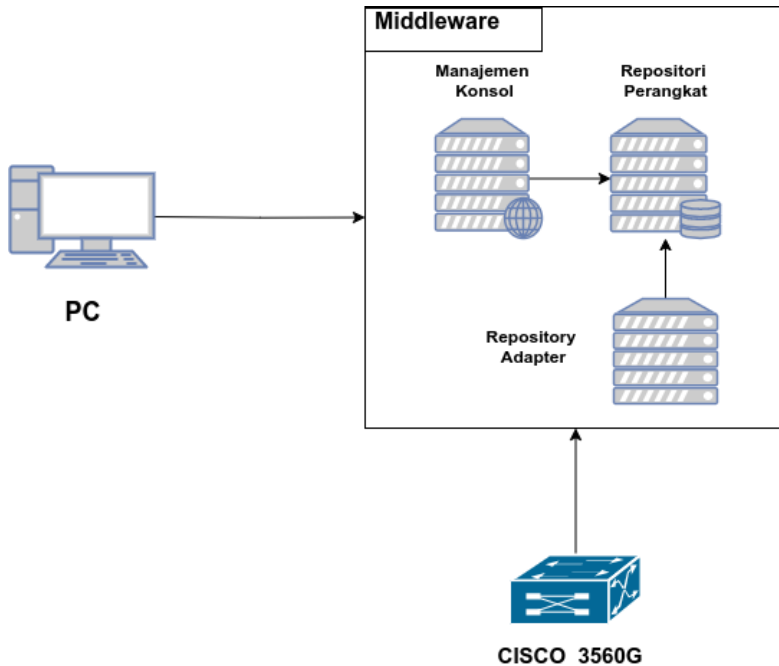 Middleware
Manajemen
Konsol
Repositori
Perangkat
PC
Repository
Adapter
CISCO 3560G